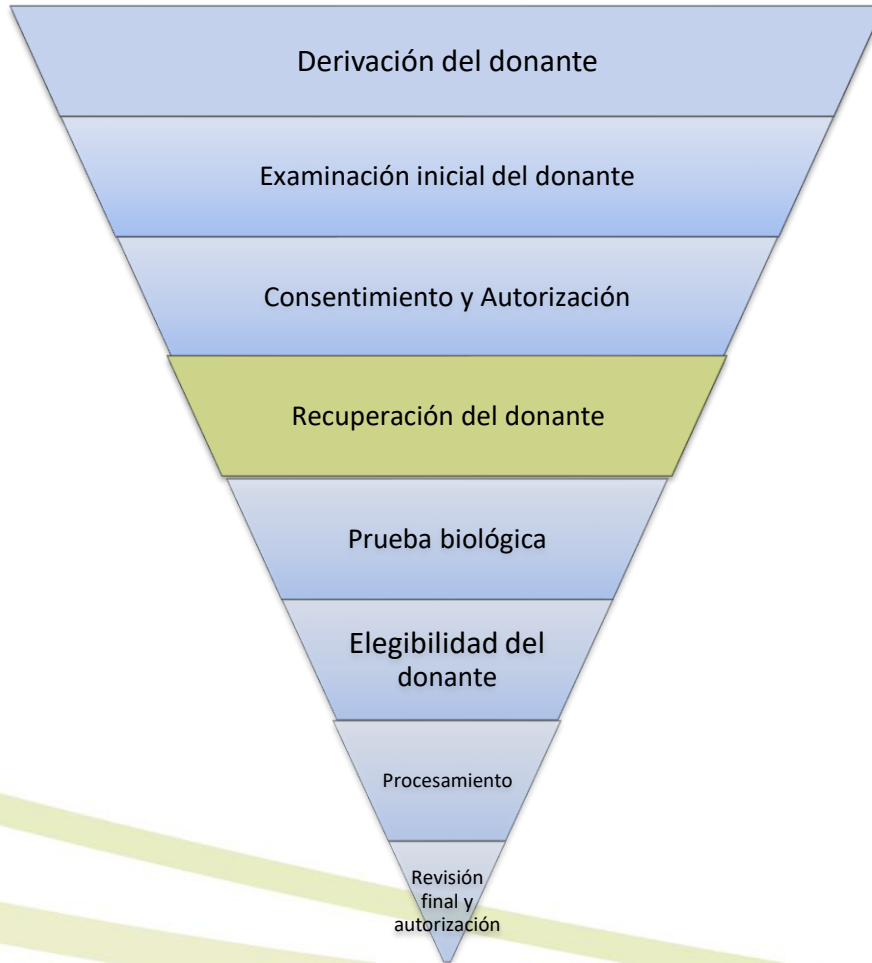 Derivación del donante
Examinación inicial del donante
Consentimiento y Autorización
Recuperación del donante
Prueba biológica
Elegibilidad del
donante
Procesamiento
Revisión
final y
autorización